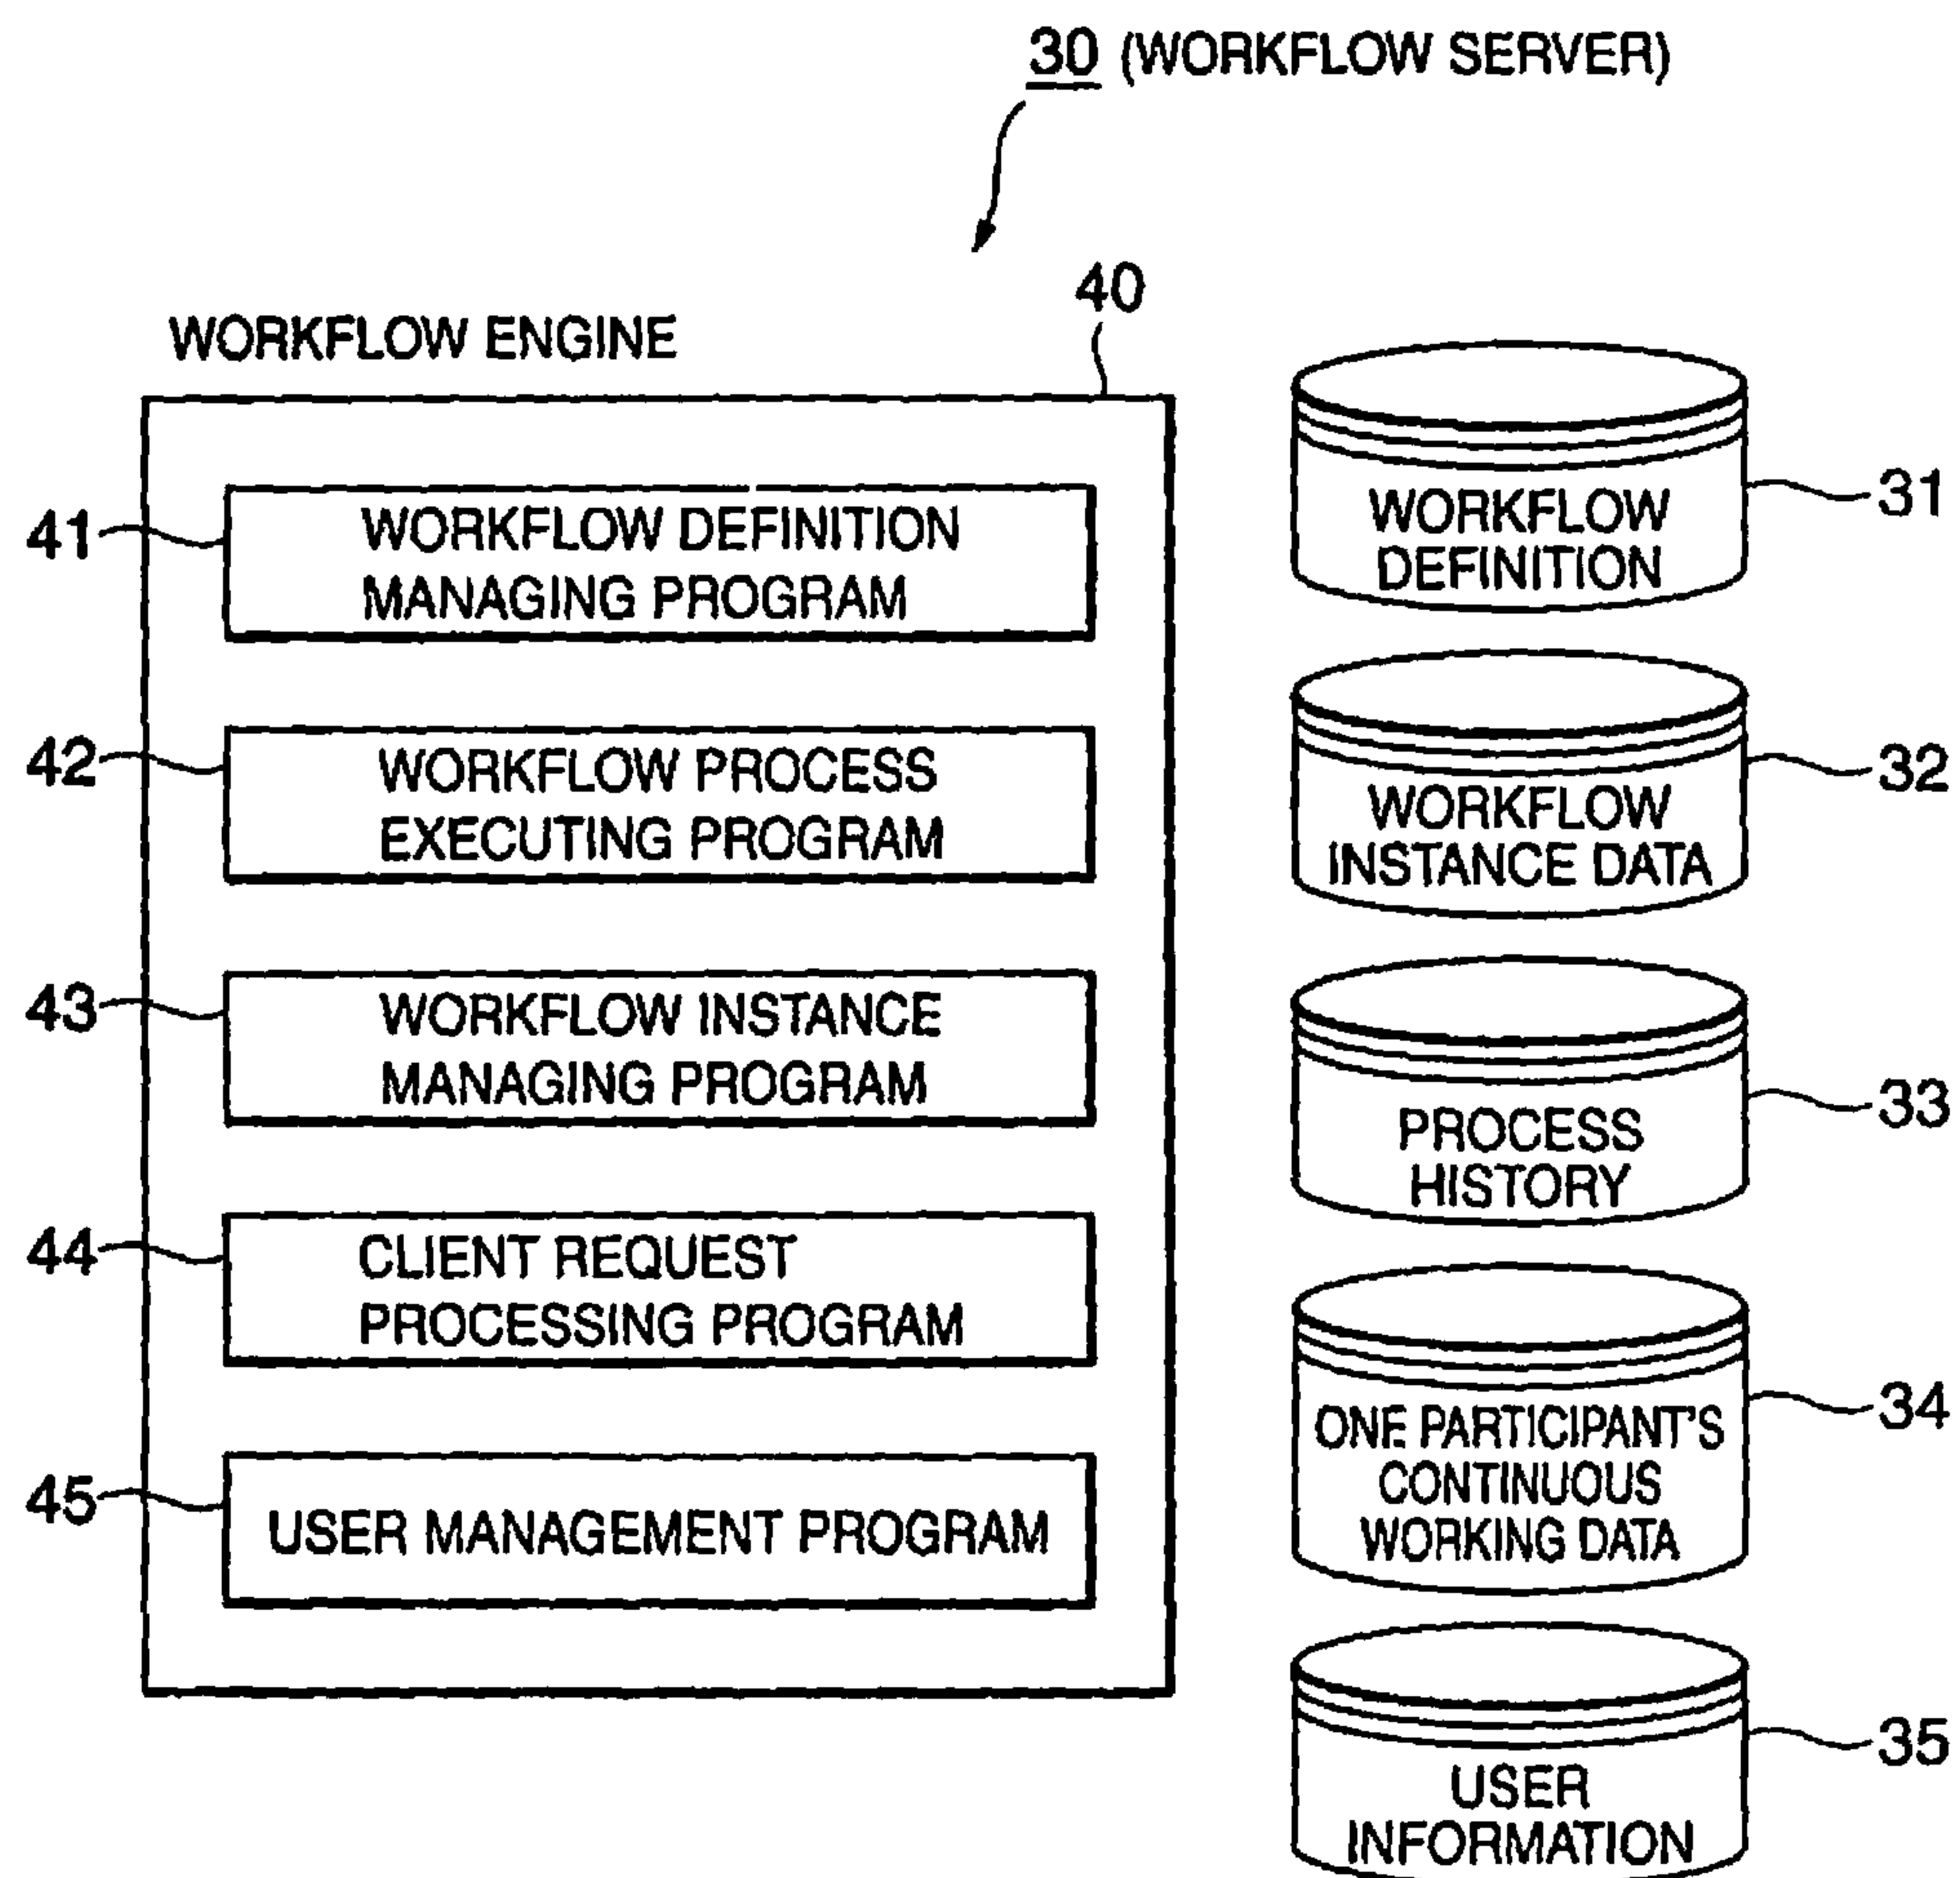 30 (WORKFLOW SERVER)
40
WORKFLOW ENGINE
41
WORKFLOW DEFINITION
MANAGING PROGRAM
42
WORKFLOW PROCESS
EXECUTING PROGRAM
43
WORKFLOW INSTANCE
MANAGING PROGRAM
44
CLIENT REQUEST
PROCESSING PROGRAM
45
USER MANAGEMENT PROGRAM
WORKFLOW
DEFINITION
31
WORKFLOW
INSTANCE DATA
32
PROCESS
HISTORY
33
ONE PARTICIPANT'S
CONTINUOUS
WORKING DATA
34
USER
INFORMATION
35